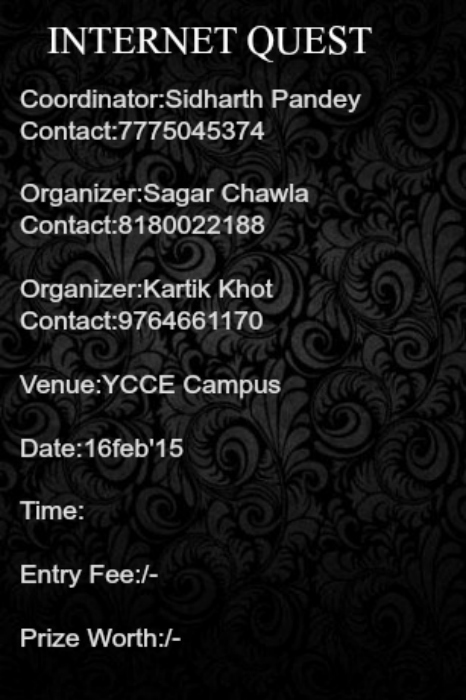 INTERNET QUEST
Coordinator:Sidharth Pandey
Contact:7775045374
Organizer:Sagar Chawla
Contact:8180022188
Organizer:Kartik Khot
Contact:9764661170
Venue:YCCE Campus
Date:16feb'15
Time:
Entry Fee:/-
Prize Worth:/-